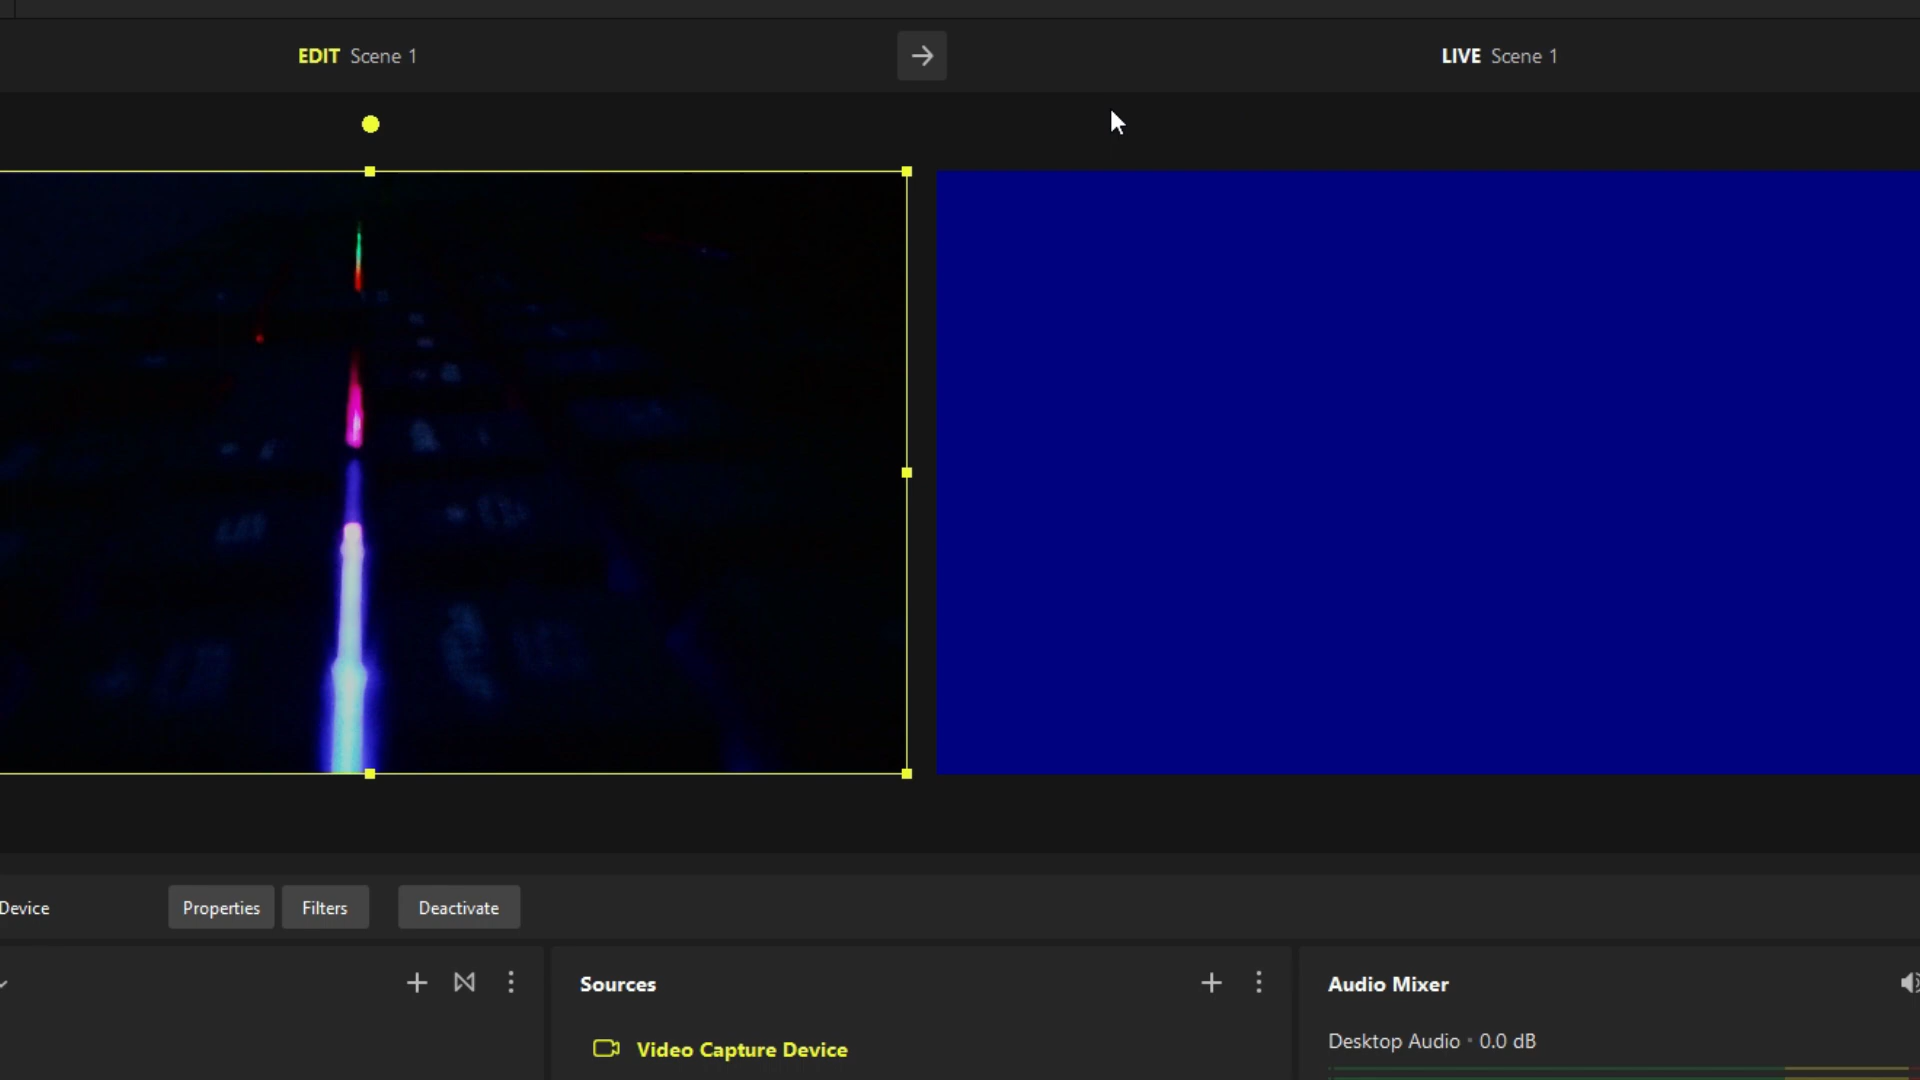 EDIT Scene 1
LIVE Scene 1
Device
Properties
Filters
Deactivate
Sources
Audio Mixer
Desktop Audio • 0.0 dB
Video Capture Device